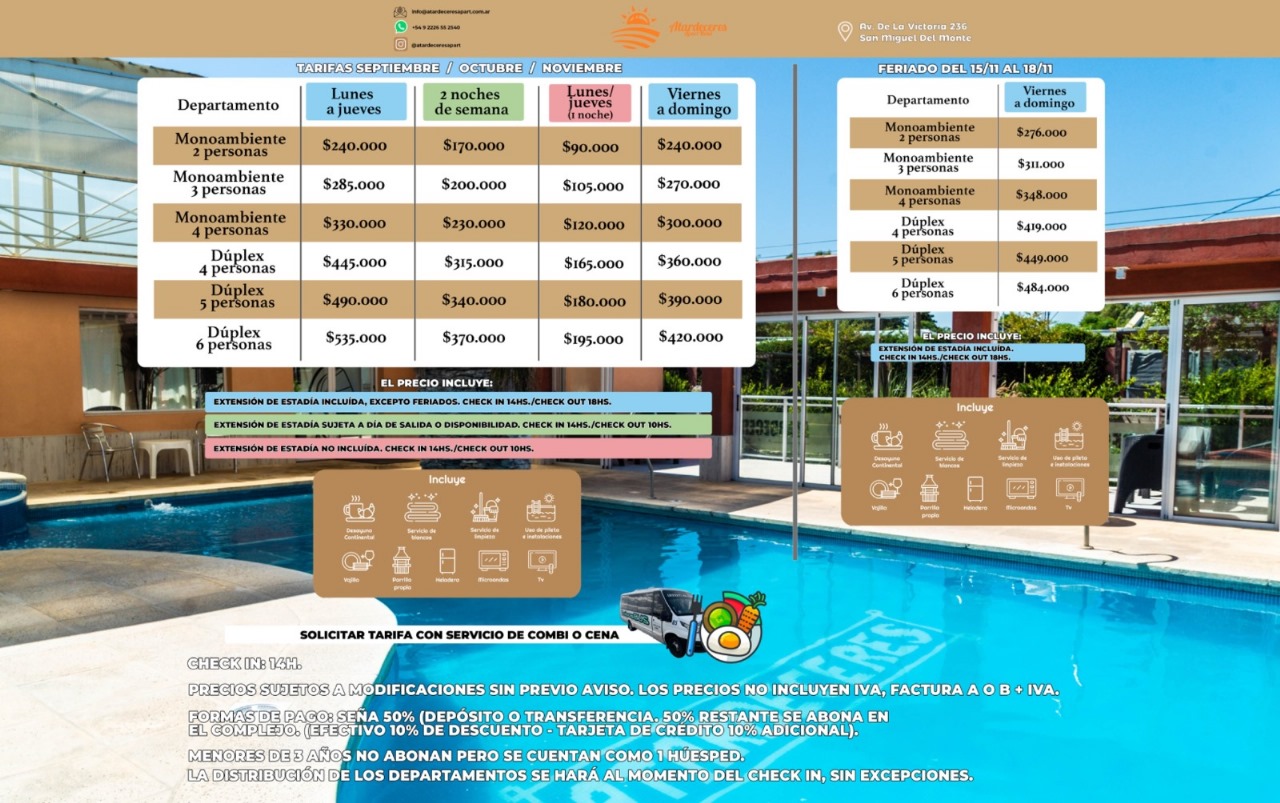 info@atardeceresapart.com.ar
+54 9 2226 55 2540
@atardeceresapart
Atardeceres
Apart Hotel
Av. De La Victoria 236
San Miguel Del Monte
TARIFAS SEPTIEMBRE / OCTUBRE / NOVIEMBRE
Departamento
Lunes
a jueves
2 noches
de semana
Lunes/
jueves
(1 noche)
Viernes
a domingo
Monoambiente
2 personas
$240.000 $170.000 $90.000 $240.000
Monoambiente
3 personas
$285.000 $200.000 $105.000 $270.000
Monoambiente
4 personas
$330.000 $230.000 $120.000 $300.000
Dúplex
4 personas
$445.000 $315.000 $165.000 $360.000
Dúplex
5 personas
$490.000 $340.000 $180.000 $390.000
Dúplex
6 personas
$535.000 $370.000 $195.000 $420.000
EL PRECIO INCLUYE:
EXTENSIÓN DE ESTADÍA INCLUÍDA, EXCEPTO FERIADOS. CHECK IN 14HS./CHECK OUT 18HS.
EXTENSIÓN DE ESTADÍA SUJETA A DÍA DE SALIDA O DISPONIBILIDAD. CHECK IN 14HS./CHECK OUT 10HS.
EXTENSIÓN DE ESTADÍA NO INCLUÍDA. CHECK IN 14HS./CHECK OUT 10HS.
Incluye
Desayuno
Continental
Servicio de
blancos
Servicio de
limpieza
Uso de pileta
e instalaciones
Vajilla
Parrilla
propia
Heladera
Microondas
Tv
FERIADO DEL 15/11 AL 18/11
Departamento
Viernes
a domingo
Monoambiente
2 personas
$276.000
Monoambiente
3 personas
$311.000
Monoambiente
4 personas
$348.000
Dúplex
4 personas
$419.000
Dúplex
5 personas
$449.000
Dúplex
6 personas
$484.000
EL PRECIO INCLUYE:
EXTENSIÓN DE ESTADÍA INCLUÍDA.
CHECK IN 14HS./CHECK OUT 18HS.
Incluye
Desayuno
Continental
Servicio de
blancos
Servicio de
limpieza
Uso de pileta
e instalaciones
Vajilla
Parrilla
propia
Heladera
Microondas
Tv
SOLICITAR TARIFA CON SERVICIO DE COMBI O CENA
CHECK IN: 14H.
PRECIOS SUJETOS A MODIFICACIONES SIN PREVIO AVISO. LOS PRECIOS NO INCLUYEN IVA, FACTURA A O B + IVA.
FORMAS DE PAGO: SEÑA 50% (DEPÓSITO O TRANSFERENCIA. 50% RESTANTE SE ABONA EN
EL COMPLEJO. (EFECTIVO 10% DE DESCUENTO - TARJETA DE CRÉDITO 10% ADICIONAL).
MENORES DE 3 AÑOS NO ABONAN PERO SE CUENTAN COMO 1 HÚESPED.
LA DISTRIBUCIÓN DE LOS DEPARTAMENTOS SE HARÁ AL MOMENTO DEL CHECK IN, SIN EXCEPCIONES.
ATARDECERES